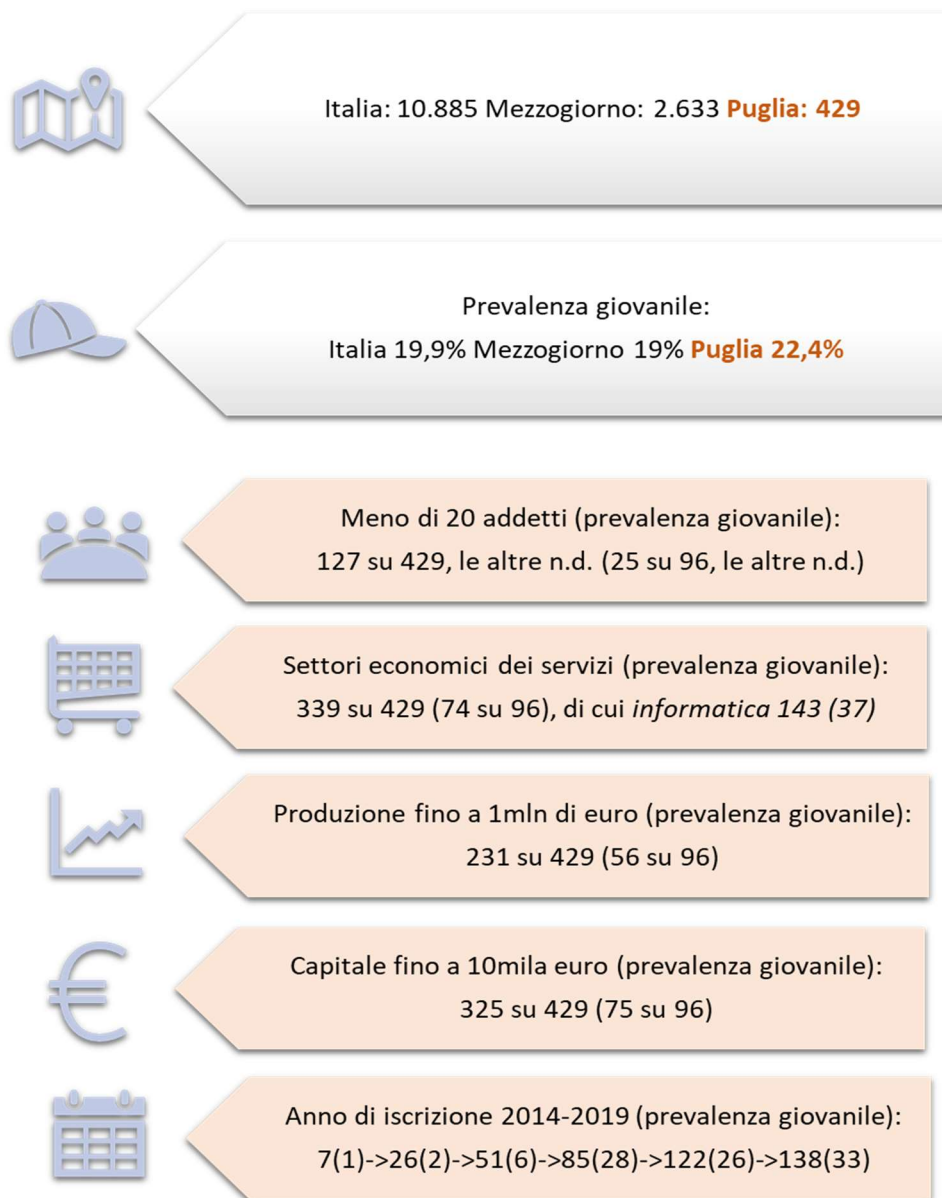 Italia: 10.885 Mezzogiorno: 2.633 Puglia: 429
Prevalenza giovanile:
Italia 19,9% Mezzogiorno 19% Puglia 22,4%
Meno di 20 addetti (prevalenza giovanile):
127 su 429, le altre n.d. (25 su 96, le altre n.d.)
Settori economici dei servizi (prevalenza giovanile):
339 su 429 (74 su 96), di cui informatica 143 (37)
Produzione fino a 1mln di euro (prevalenza giovanile):
231 su 429 (56 su 96)
Capitale fino a 10mila euro (prevalenza giovanile):
325 su 429 (75 su 96)
Anno di iscrizione 2014-2019 (prevalenza giovanile):
7(1)->26(2)->51(6)->85(28)->122(26)->138(33)